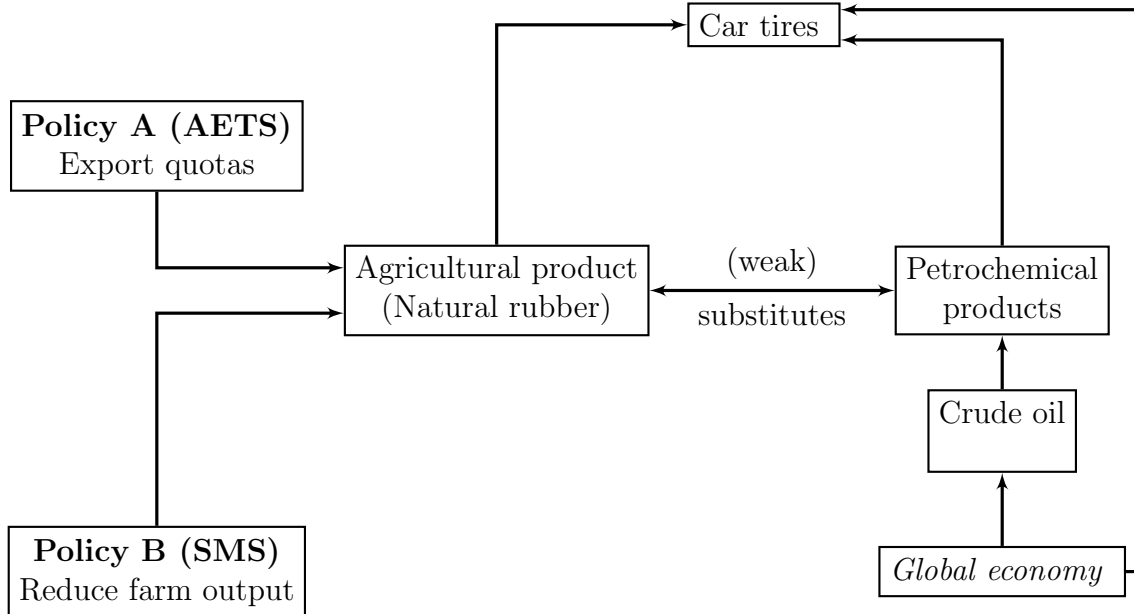 Car tires
Policy A (AETS)
Export quotas
Agricultural product
(Natural rubber)
(weak)
substitutes
Petrochemical
products
Crude oil
Policy B (SMS)
Reduce farm output
Global economy